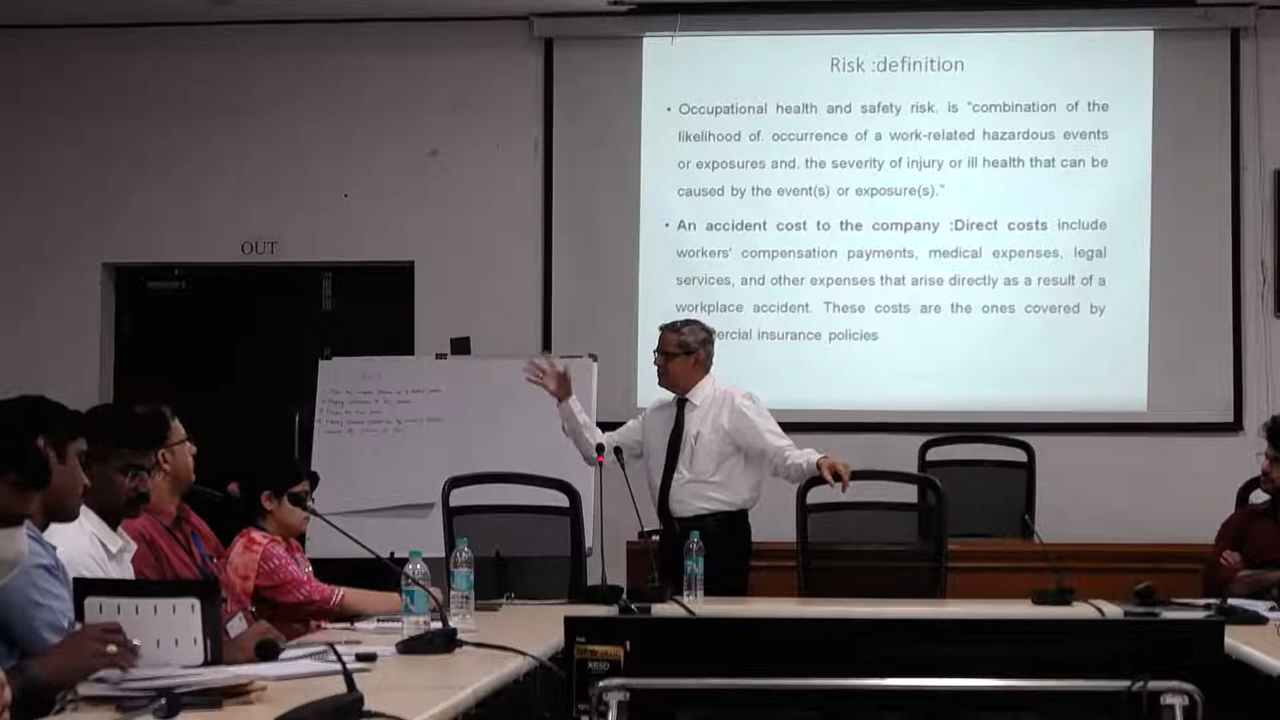 Risk :definition
• Occupational health and safety risk. is "combination of the
likelihood of. occurrence of a work-related hazardous events
or exposures and. the severity of injury or ill health that can be
caused by the event(s) or exposure(s)."
• An accident cost to the company :Direct costs include
workers' compensation payments, medical expenses, legal
services, and other expenses that arise directly as a result of a
workplace accident. These costs are the ones covered by
ercial insurance policies
OUT